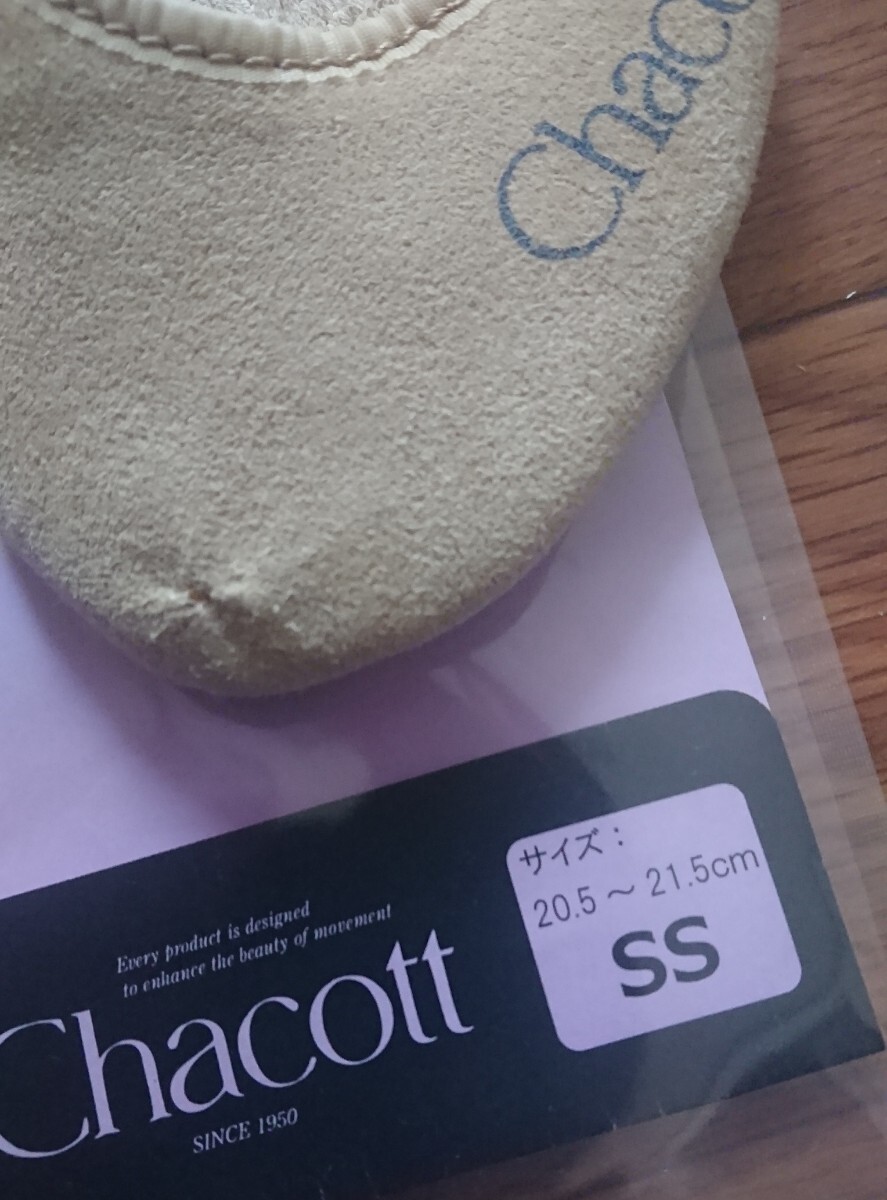 Chaco
サイズ：
20.5～21.5cm
SS
Every product is designed
to enhance the beauty of movement
Chacott
SINCE 1950